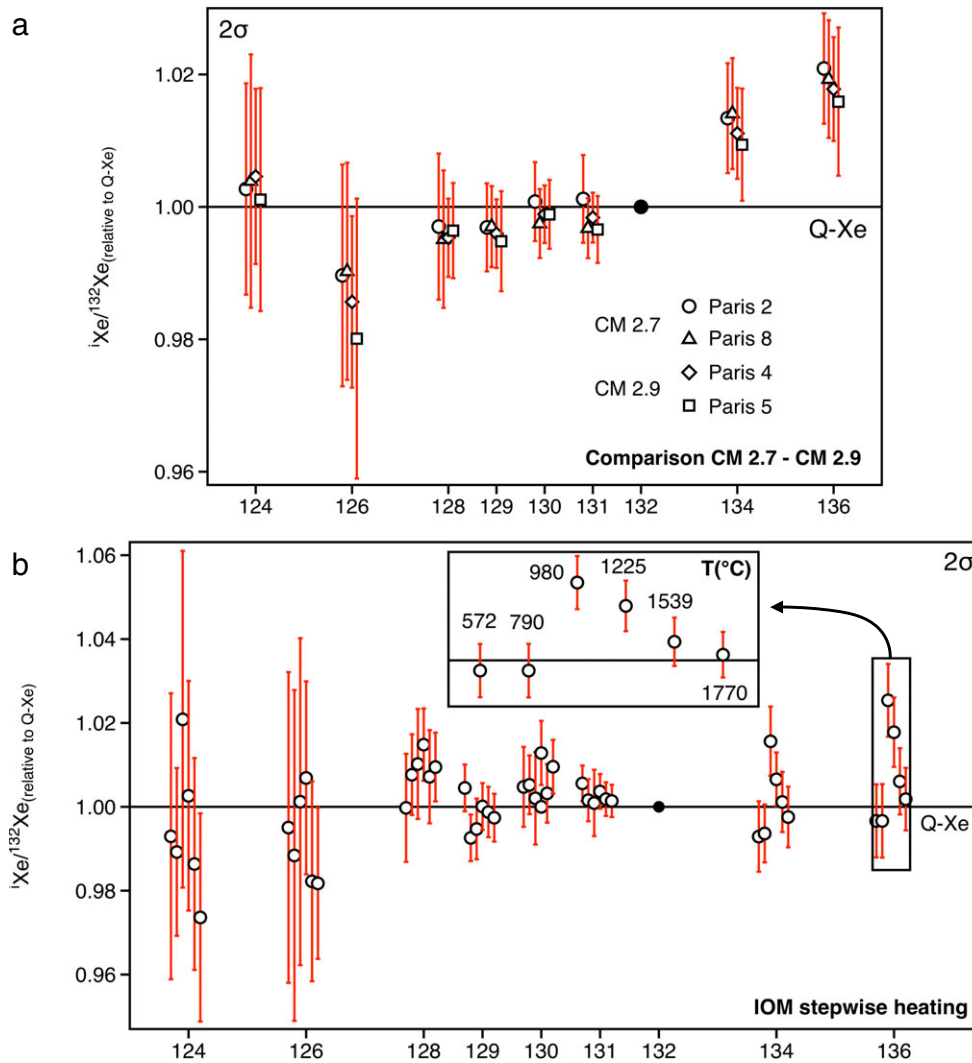 a
2σ
1.02
1.00
0.98
0.96
ⁱXe/¹³²Xe(relative to Q-Xe)
Q-Xe
CM 2.7
Paris 2
Paris 8
CM 2.9
Paris 4
Paris 5
Comparison CM 2.7 - CM 2.9
124 126 128 129 130 131 132 134 136
b
2σ
1.06
1.04
1.02
1.00
0.98
0.96
ⁱXe/¹³²Xe(relative to Q-Xe)
T(°C)
572 790 980 1225 1539 1770
Q-Xe
IOM stepwise heating
124 126 128 129 130 131 132 134 136